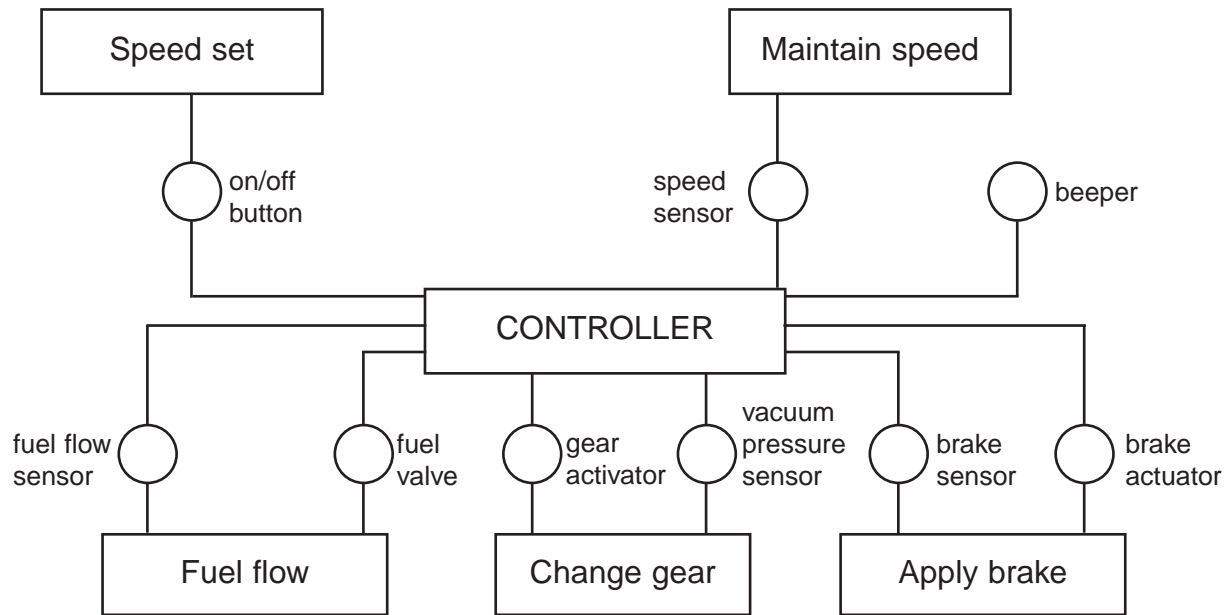 Speed set
Maintain speed
on/off
button
speed
sensor
beeper
CONTROLLER
fuel flow
sensor
fuel
valve
gear
activator
vacuum
pressure
sensor
brake
sensor
brake
actuator
Fuel flow
Change gear
Apply brake